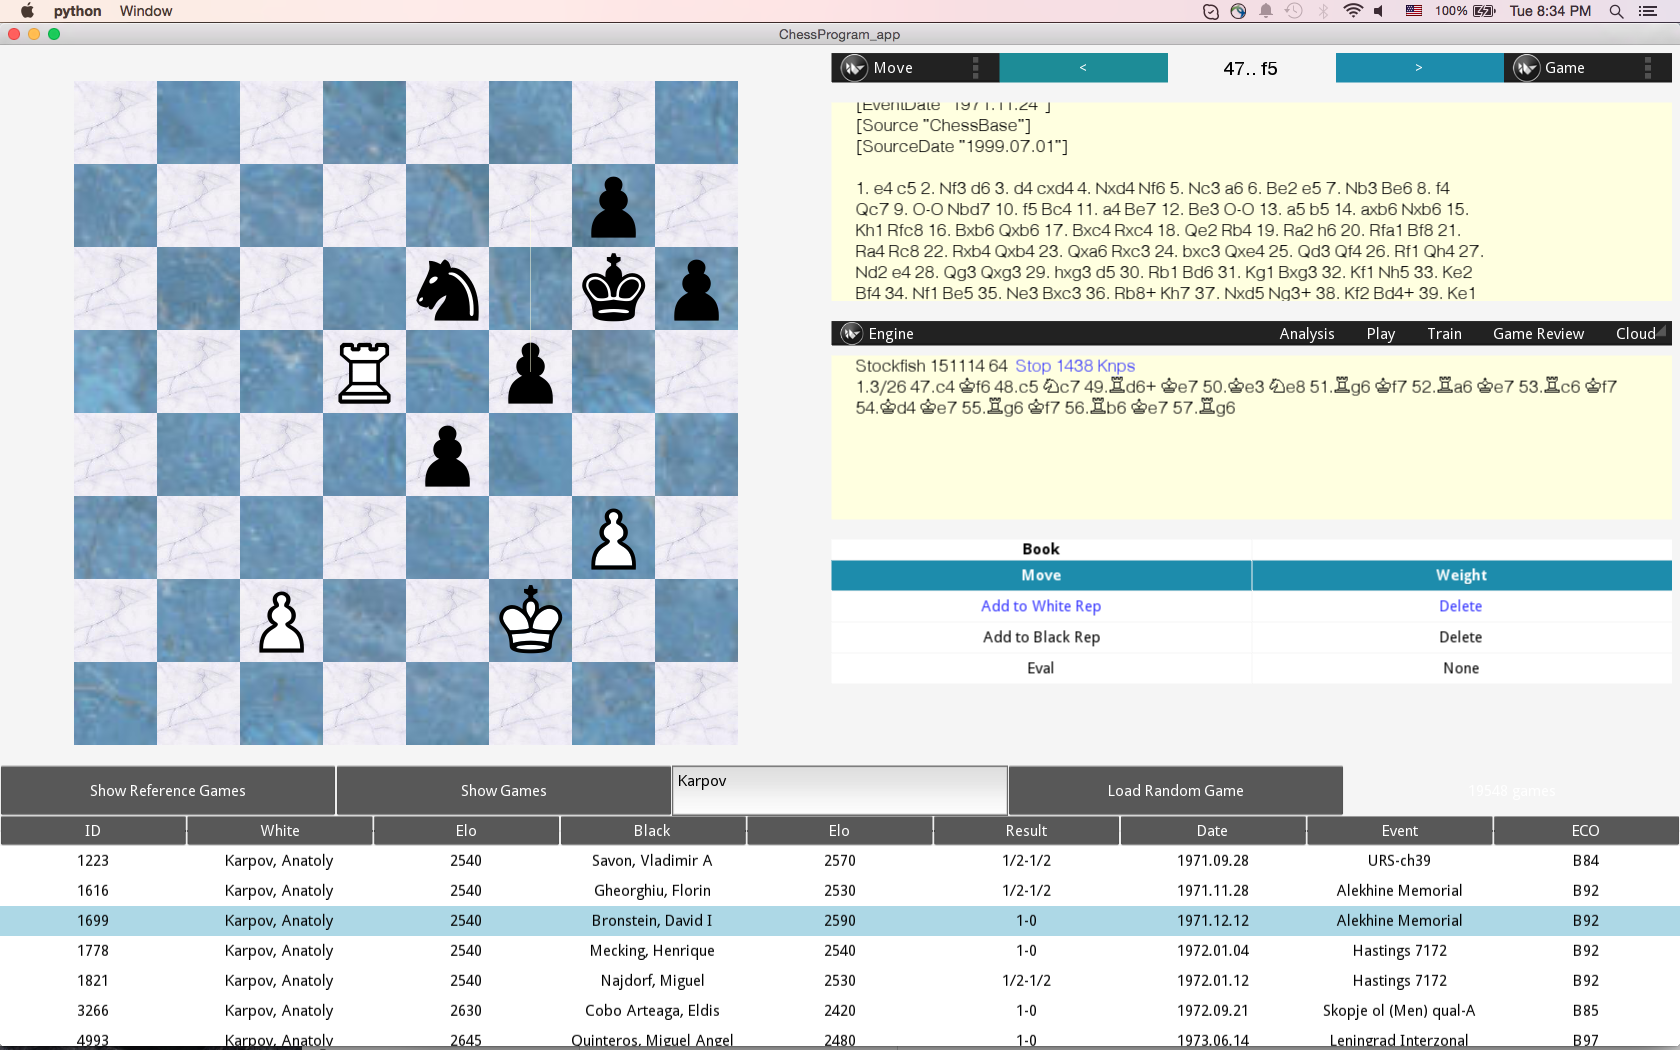 python Window 100% Tue 8:34 PM
ChessProgram_app
Move < 47.. f5 > Game
[EventDate "1971.11.24"]
[Source "ChessBase"]
[SourceDate "1999.07.01"]
1. e4 c5 2. Nf3 d6 3. d4 cxd4 4. Nxd4 Nf6 5. Nc3 a6 6. Be2 e5 7. Nb3 Be6 8. f4
Qc7 9. O-O Nbd7 10. f5 Bc4 11. a4 Be7 12. Be3 O-O 13. a5 b5 14. axb6 Nxb6 15.
Kh1 Rfc8 16. Bxb6 Qxb6 17. Bxc4 Rxc4 18. Qe2 Rb4 19. Ra2 h6 20. Rfa1 Bf8 21.
Ra4 Rc8 22. Rxb4 Qxb4 23. Qxa6 Rxc3 24. bxc3 Qxe4 25. Qd3 Qf4 26. Rf1 Qh4 27.
Nd2 e4 28. Qg3 Qxg3 29. hxg3 d5 30. Rb1 Bd6 31. Kg1 Bxg3 32. Kf1 Nh5 33. Ke2
Bf4 34. Nf1 Be5 35. Ne3 Bxc3 36. Rb8+ Kh7 37. Nxd5 Ng3+ 38. Kf2 Bd4+ 39. Ke1
Engine Analysis Play Train Game Review Cloud
Stockfish 151114 64 Stop 1438 Knps
1.3/26 47.c4 ♔f6 48.c5 ♘c7 49.♖d6+ ♔e7 50.♔e3 ♘e8 51.♖g6 ♔f7 52.♖a6 ♔e7 53.♖c6 ♔f7
54.♔d4 ♔e7 55.♖g6 ♔f7 56.♖b6 ♔e7 57.♖g6
Book
Move Weight
Add to White Rep Delete
Add to Black Rep Delete
Eval None
Show Reference Games Show Games Karpov Load Random Game 19548 games
ID White Elo Black Elo Result Date Event ECO
1223 Karpov, Anatoly 2540 Savon, Vladimir A 2570 1/2-1/2 1971.09.28 URS-ch39 B84
1616 Karpov, Anatoly 2540 Gheorghiu, Florin 2530 1/2-1/2 1971.11.28 Alekhine Memorial B92
1699 Karpov, Anatoly 2540 Bronstein, David I 2590 1-0 1971.12.12 Alekhine Memorial B92
1778 Karpov, Anatoly 2540 Mecking, Henrique 2540 1-0 1972.01.04 Hastings 7172 B92
1821 Karpov, Anatoly 2540 Najdorf, Miguel 2530 1/2-1/2 1972.01.12 Hastings 7172 B92
3266 Karpov, Anatoly 2630 Cobo Arteaga, Eldis 2420 1-0 1972.09.21 Skopje ol (Men) qual-A B85
4993 Karpov, Anatoly 2645 Quinteros, Miguel Angel 2480 1-0 1973.06.14 Leningrad Interzonal B97